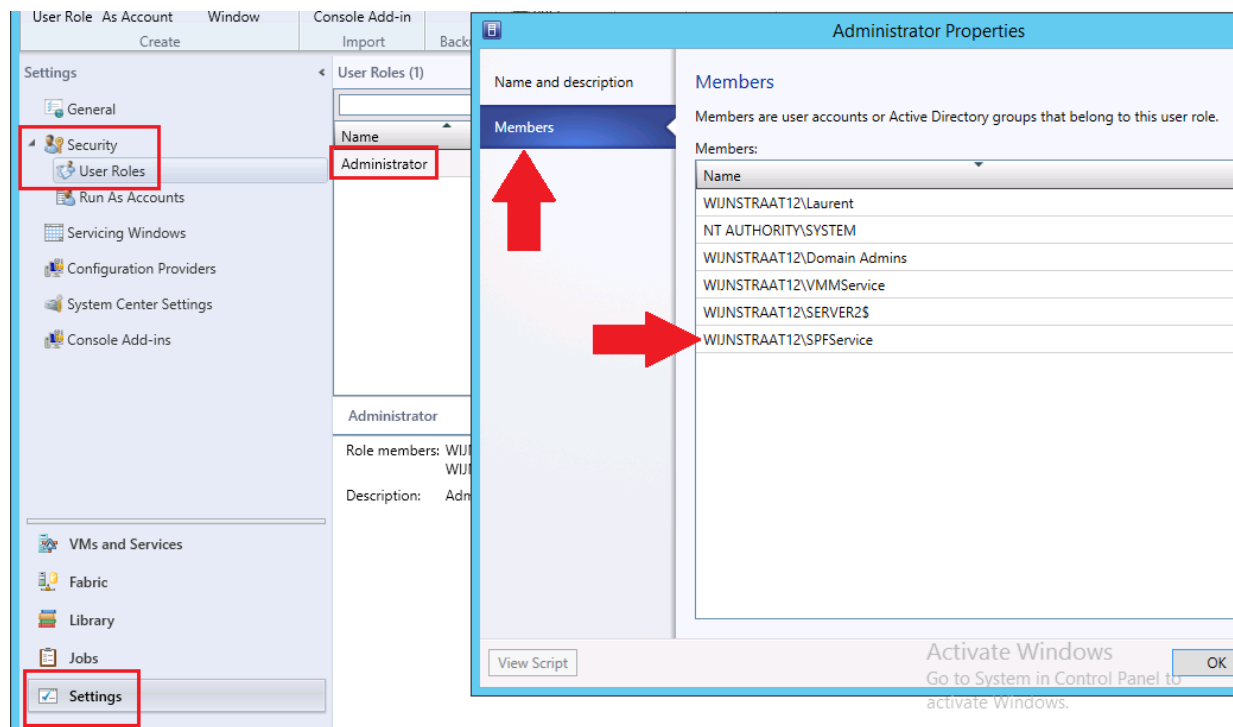 User Role As Account Window Console Add-in
Create Import Back
Settings
General
Security
User Roles
Run As Accounts
Servicing Windows
Configuration Providers
System Center Settings
Console Add-ins
VMs and Services
Fabric
Library
Jobs
Settings
User Roles (1)
Name
Administrator
Administrator
Role members: WIJ
WIJ
Description: Adm
Administrator Properties
Name and description
Members
Members
Members are user accounts or Active Directory groups that belong to this user role.
Members:
Name
WIJNSTRAAT12\Laurent
NT AUTHORITY\SYSTEM
WIJNSTRAAT12\Domain Admins
WIJNSTRAAT12\VMMService
WIJNSTRAAT12\SERVER2$
WIJNSTRAAT12\SPFService
View Script
OK
Activate Windows
Go to System in Control Panel to
activate Windows.